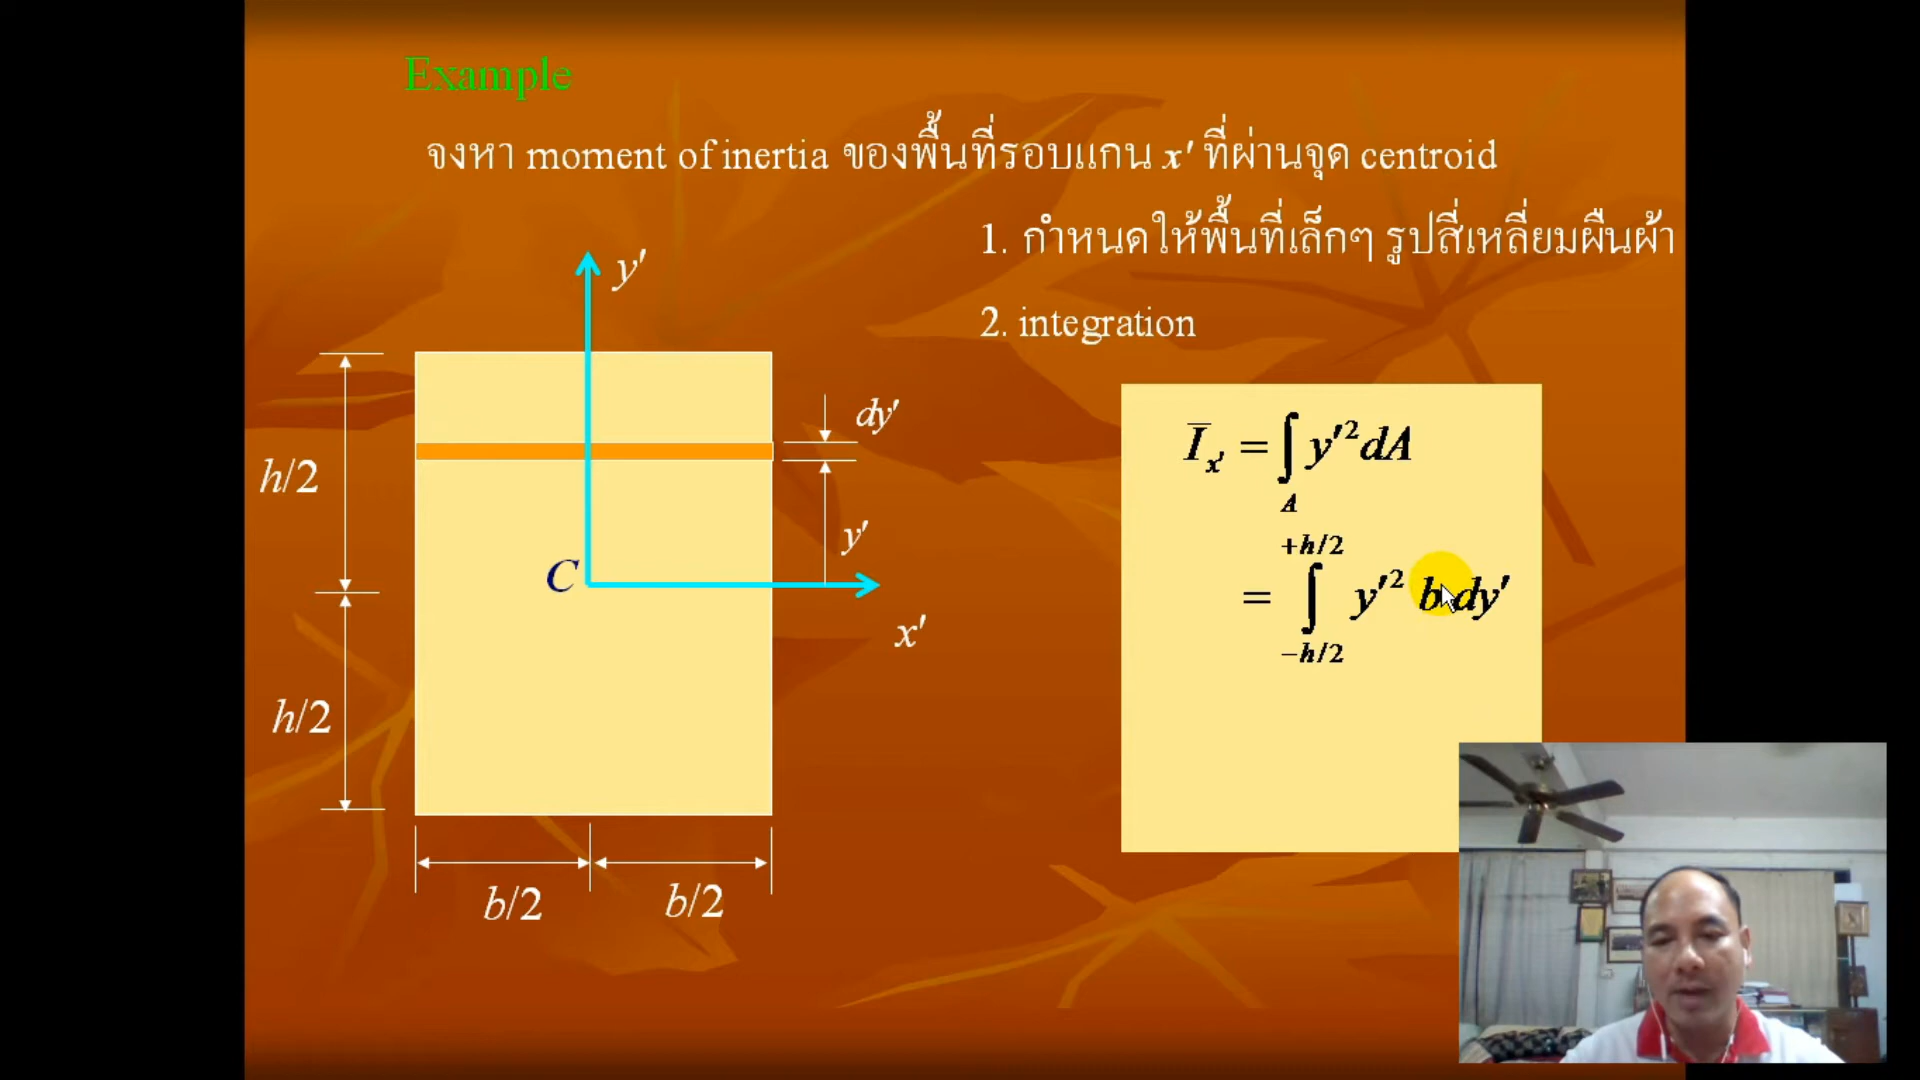 Example
จงหา moment of inertia ของพื้นที่รอบแกน x' ที่ผ่านจุด centroid
1. กำหนดให้พื้นที่เล็กๆ รูปสี่เหลี่ยมผืนผ้า
2. integration
y'
dy'
h/2
y'
C
x'
h/2
b/2
b/2
Ī_x' = ∫_A y'² dA
= ∫_{-h/2}^{+h/2} y'² b dy'